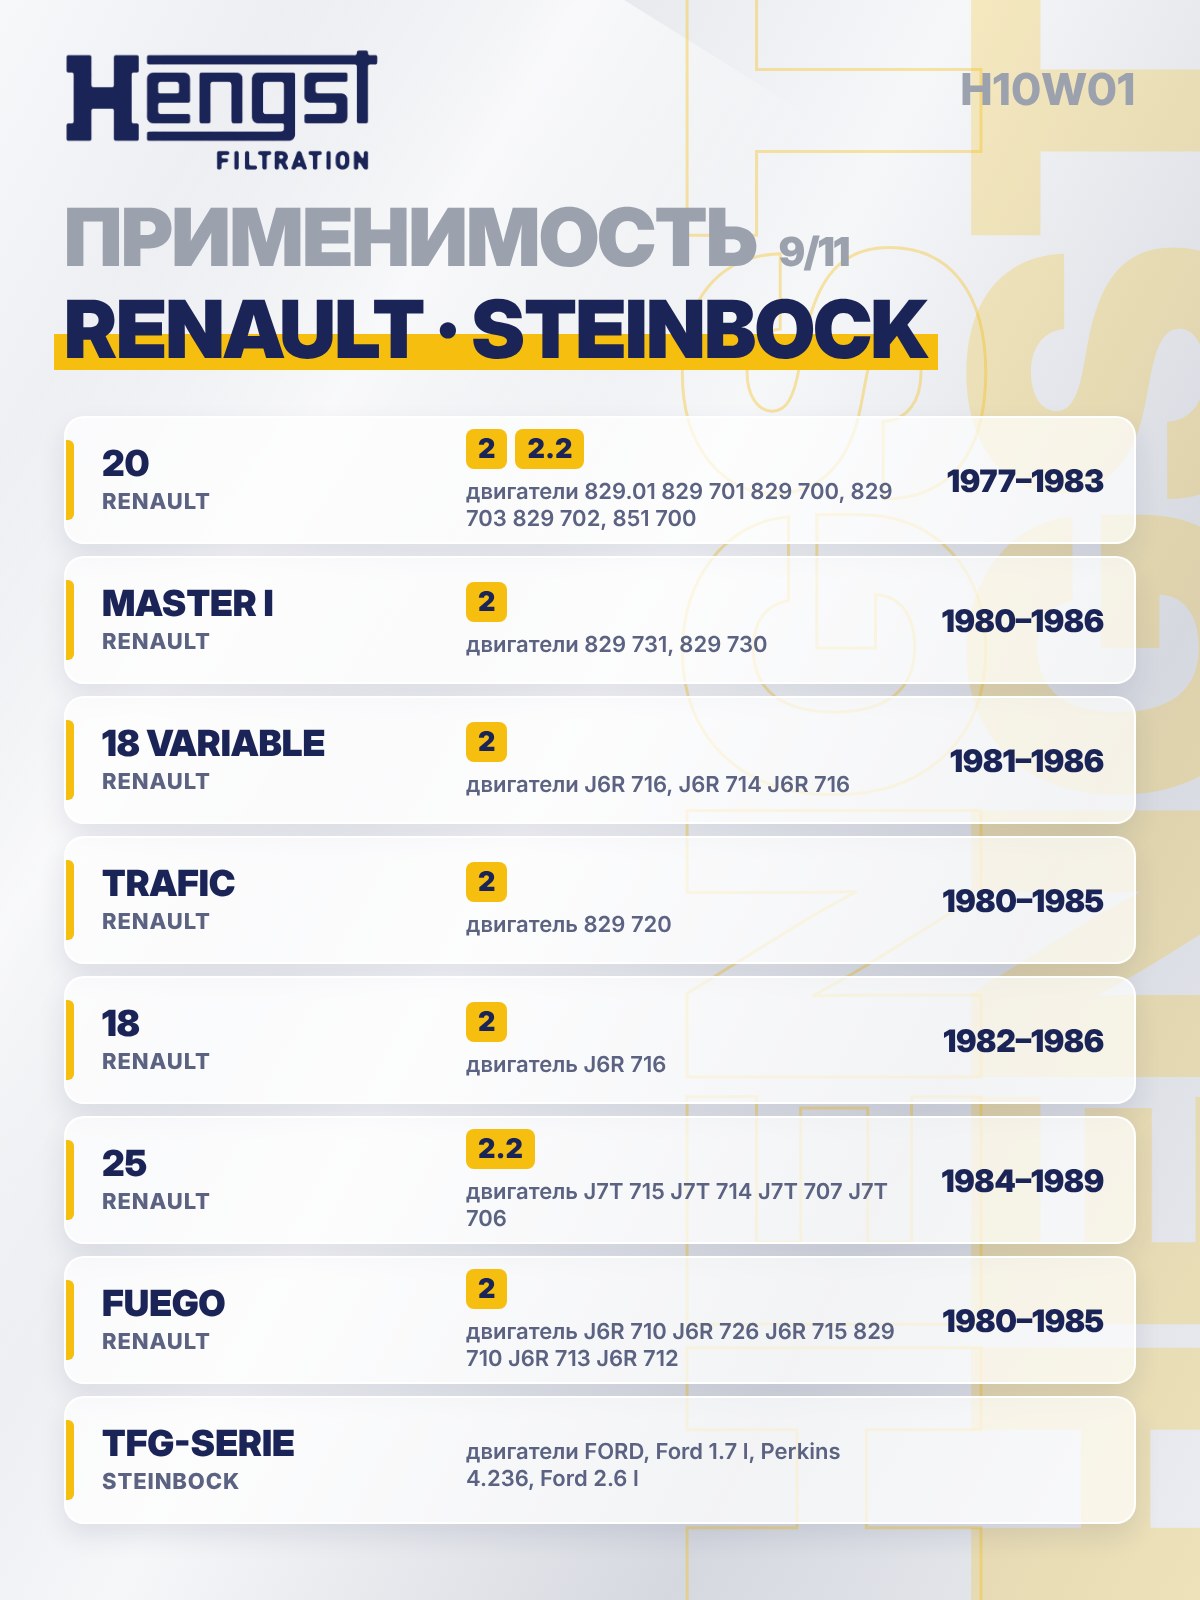 Hengst
FILTRATION
H10W01
ПРИМЕНИМОСТЬ 9/11
RENAULT · STEINBOCK
20
RENAULT
2 2.2
двигатели 829.01 829 701 829 700, 829
703 829 702, 851 700
1977–1983
MASTER I
RENAULT
2
двигатели 829 731, 829 730
1980–1986
18 VARIABLE
RENAULT
2
двигатели J6R 716, J6R 714 J6R 716
1981–1986
TRAFIC
RENAULT
2
двигатель 829 720
1980–1985
18
RENAULT
2
двигатель J6R 716
1982–1986
25
RENAULT
2.2
двигатель J7T 715 J7T 714 J7T 707 J7T
706
1984–1989
FUEGO
RENAULT
2
двигатель J6R 710 J6R 726 J6R 715 829
710 J6R 713 J6R 712
1980–1985
TFG-SERIE
STEINBOCK
двигатели FORD, Ford 1.7 l, Perkins
4.236, Ford 2.6 l
HENGST
HENGST